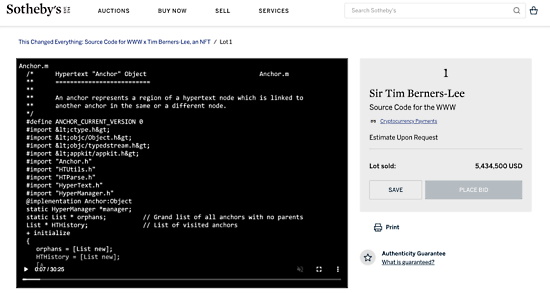 Sotheby's EST. 1744
AUCTIONS BUY NOW SELL SERVICES
Search Sotheby's
This Changed Everything: Source Code for WWW x Tim Berners-Lee, an NFT / Lot 1
Anchor.m
/* Hypertext "Anchor" Object Anchor.m
** ==========================
**
** An anchor represents a region of a hypertext node which is linked to
** another anchor in the same or a different node.
*/
#define ANCHOR_CURRENT_VERSION 0
#import &lt;ctype.h&gt;
#import &lt;objc/Object.h&gt;
#import &lt;objc/typedstream.h&gt;
#import &lt;appkit/appkit.h&gt;
#import "Anchor.h"
#import "HTUtils.h"
#import "HTParse.h"
#import "HyperText.h"
#import "HyperManager.h"
@implementation Anchor:Object
static HyperManager *manager;
static List * orphans; // Grand list of all anchors with no parents
List * HTHistory; // List of visited anchors
+ initialize
{
orphans = [List new];
HTHistory = [List new];
0:07 / 30:25
1
Sir Tim Berners-Lee
Source Code for the WWW
Cryptocurrency Payments
Estimate Upon Request
Lot sold: 5,434,500 USD
SAVE PLACE BID
Print
Authenticity Guarantee
What is guaranteed?